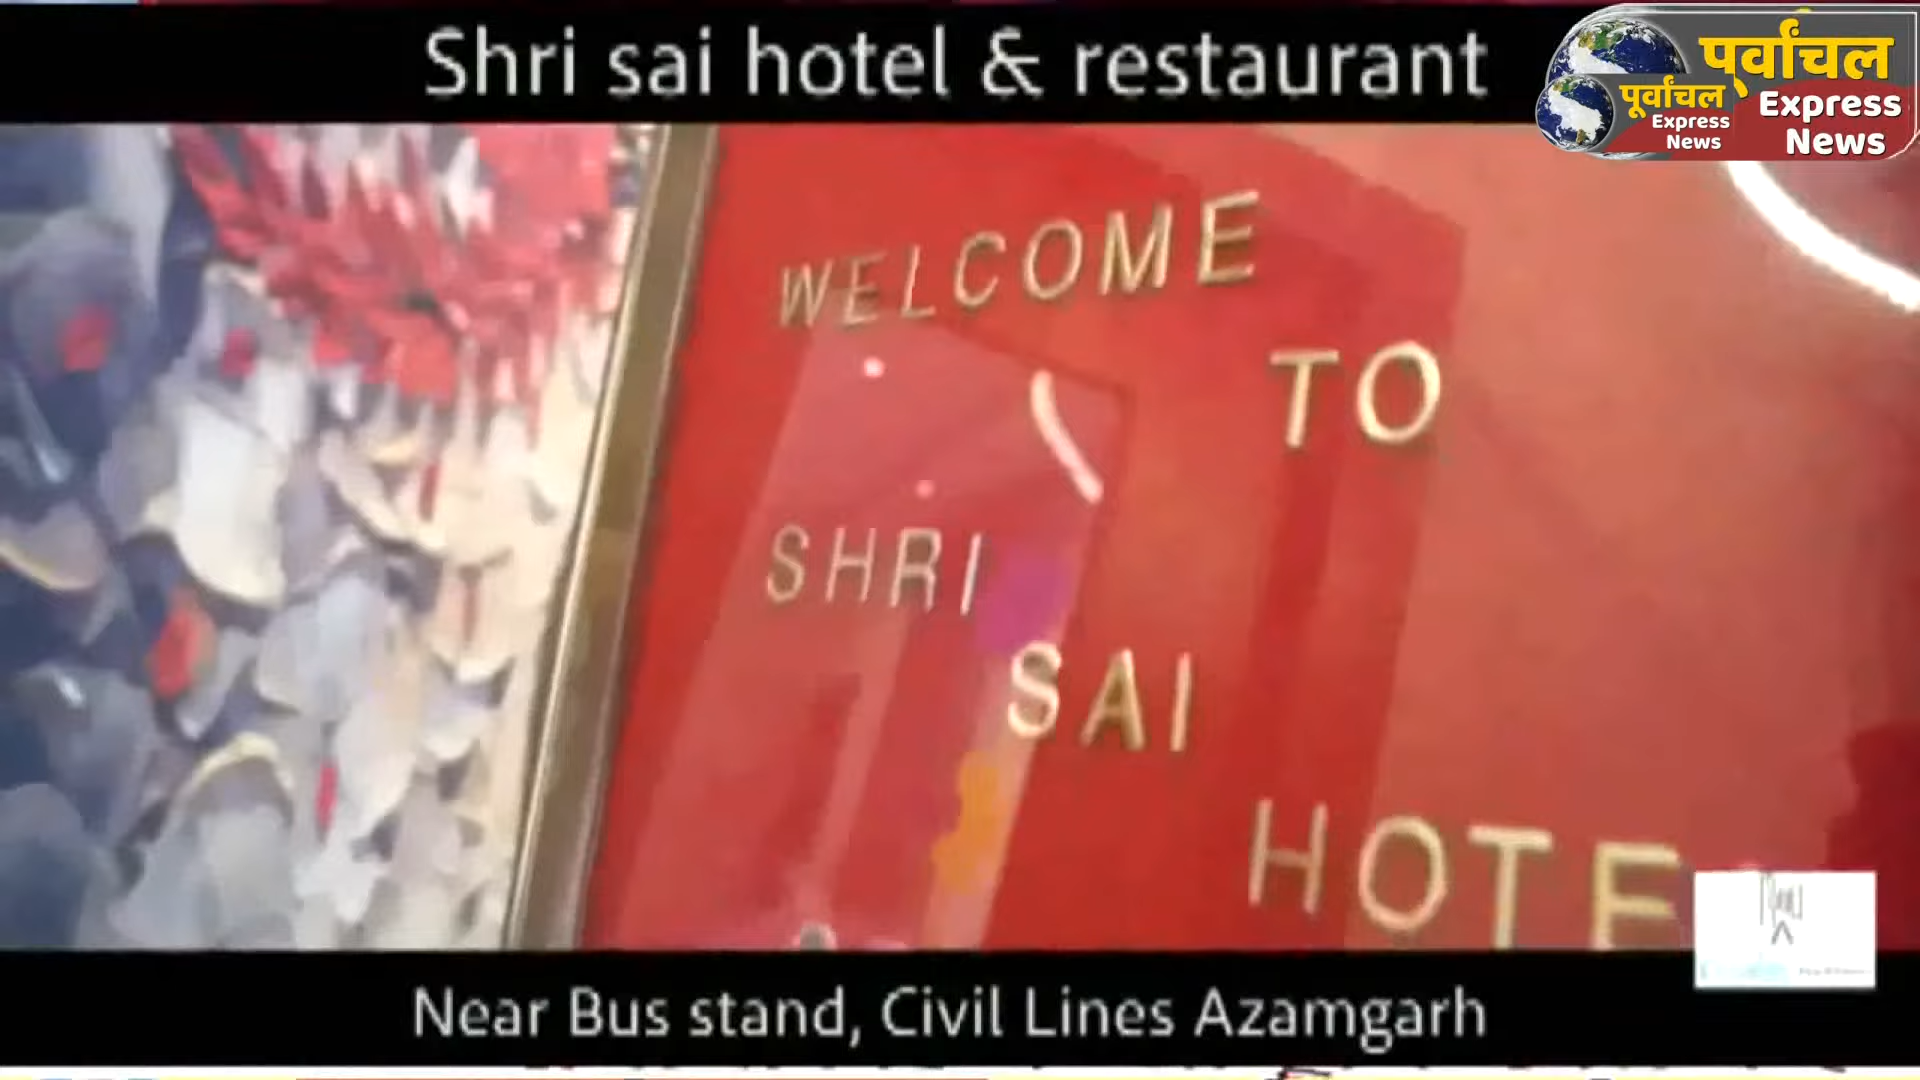 Shri sai hotel & restaurant
पूर्वांचल
Express
News
पूर्वांचल
Express
News
WELCOME
TO
SHRI
SAI
HOTE
Near Bus stand, Civil Lines Azamgarh